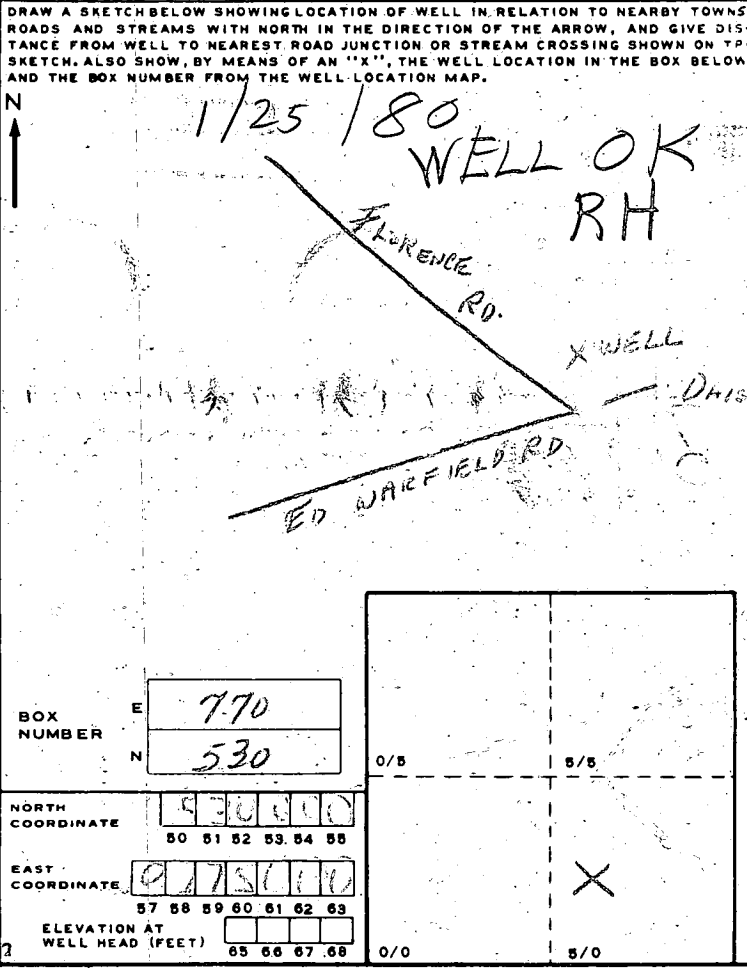 DRAW A SKETCH BELOW SHOWING LOCATION OF WELL IN RELATION TO NEARBY TOWNS
ROADS AND STREAMS WITH NORTH IN THE DIRECTION OF THE ARROW, AND GIVE DIS-
TANCE FROM WELL TO NEAREST ROAD JUNCTION OR STREAM CROSSING SHOWN ON
SKETCH. ALSO SHOW, BY MEANS OF AN "X", THE WELL LOCATION IN THE BOX BELOW
AND THE BOX NUMBER FROM THE WELL LOCATION MAP.
N
1/25/80
WELL OK
RH
FLORENCE
RD.
X WELL
ED WARFIELD RD
BOX
NUMBER
E 770
N 530
0/5 5/5
NORTH
COORDINATE
50 51 52 53 54 55
EAST
COORDINATE
57 58 59 60 61 62 63
X
ELEVATION AT
WELL HEAD (FEET)
65 66 67 68
0/0 5/0